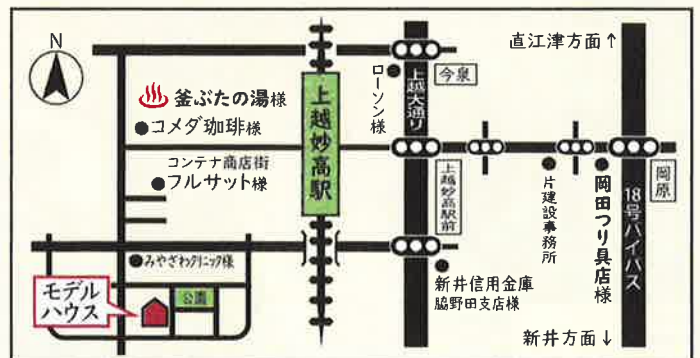 N
直江津方面↑
今泉
ローソン様
上越大通り
釜ぶたの湯様
コメダ珈琲様
上越妙高駅
コンテナ商店街
フルサット様
上越妙高駅前
片建設事務所
岡田つり具店様
岡原
18号バイパス
みやざわクリニック様
モデル
ハウス
公園
新井信用金庫
脇野田支店様
新井方面↓